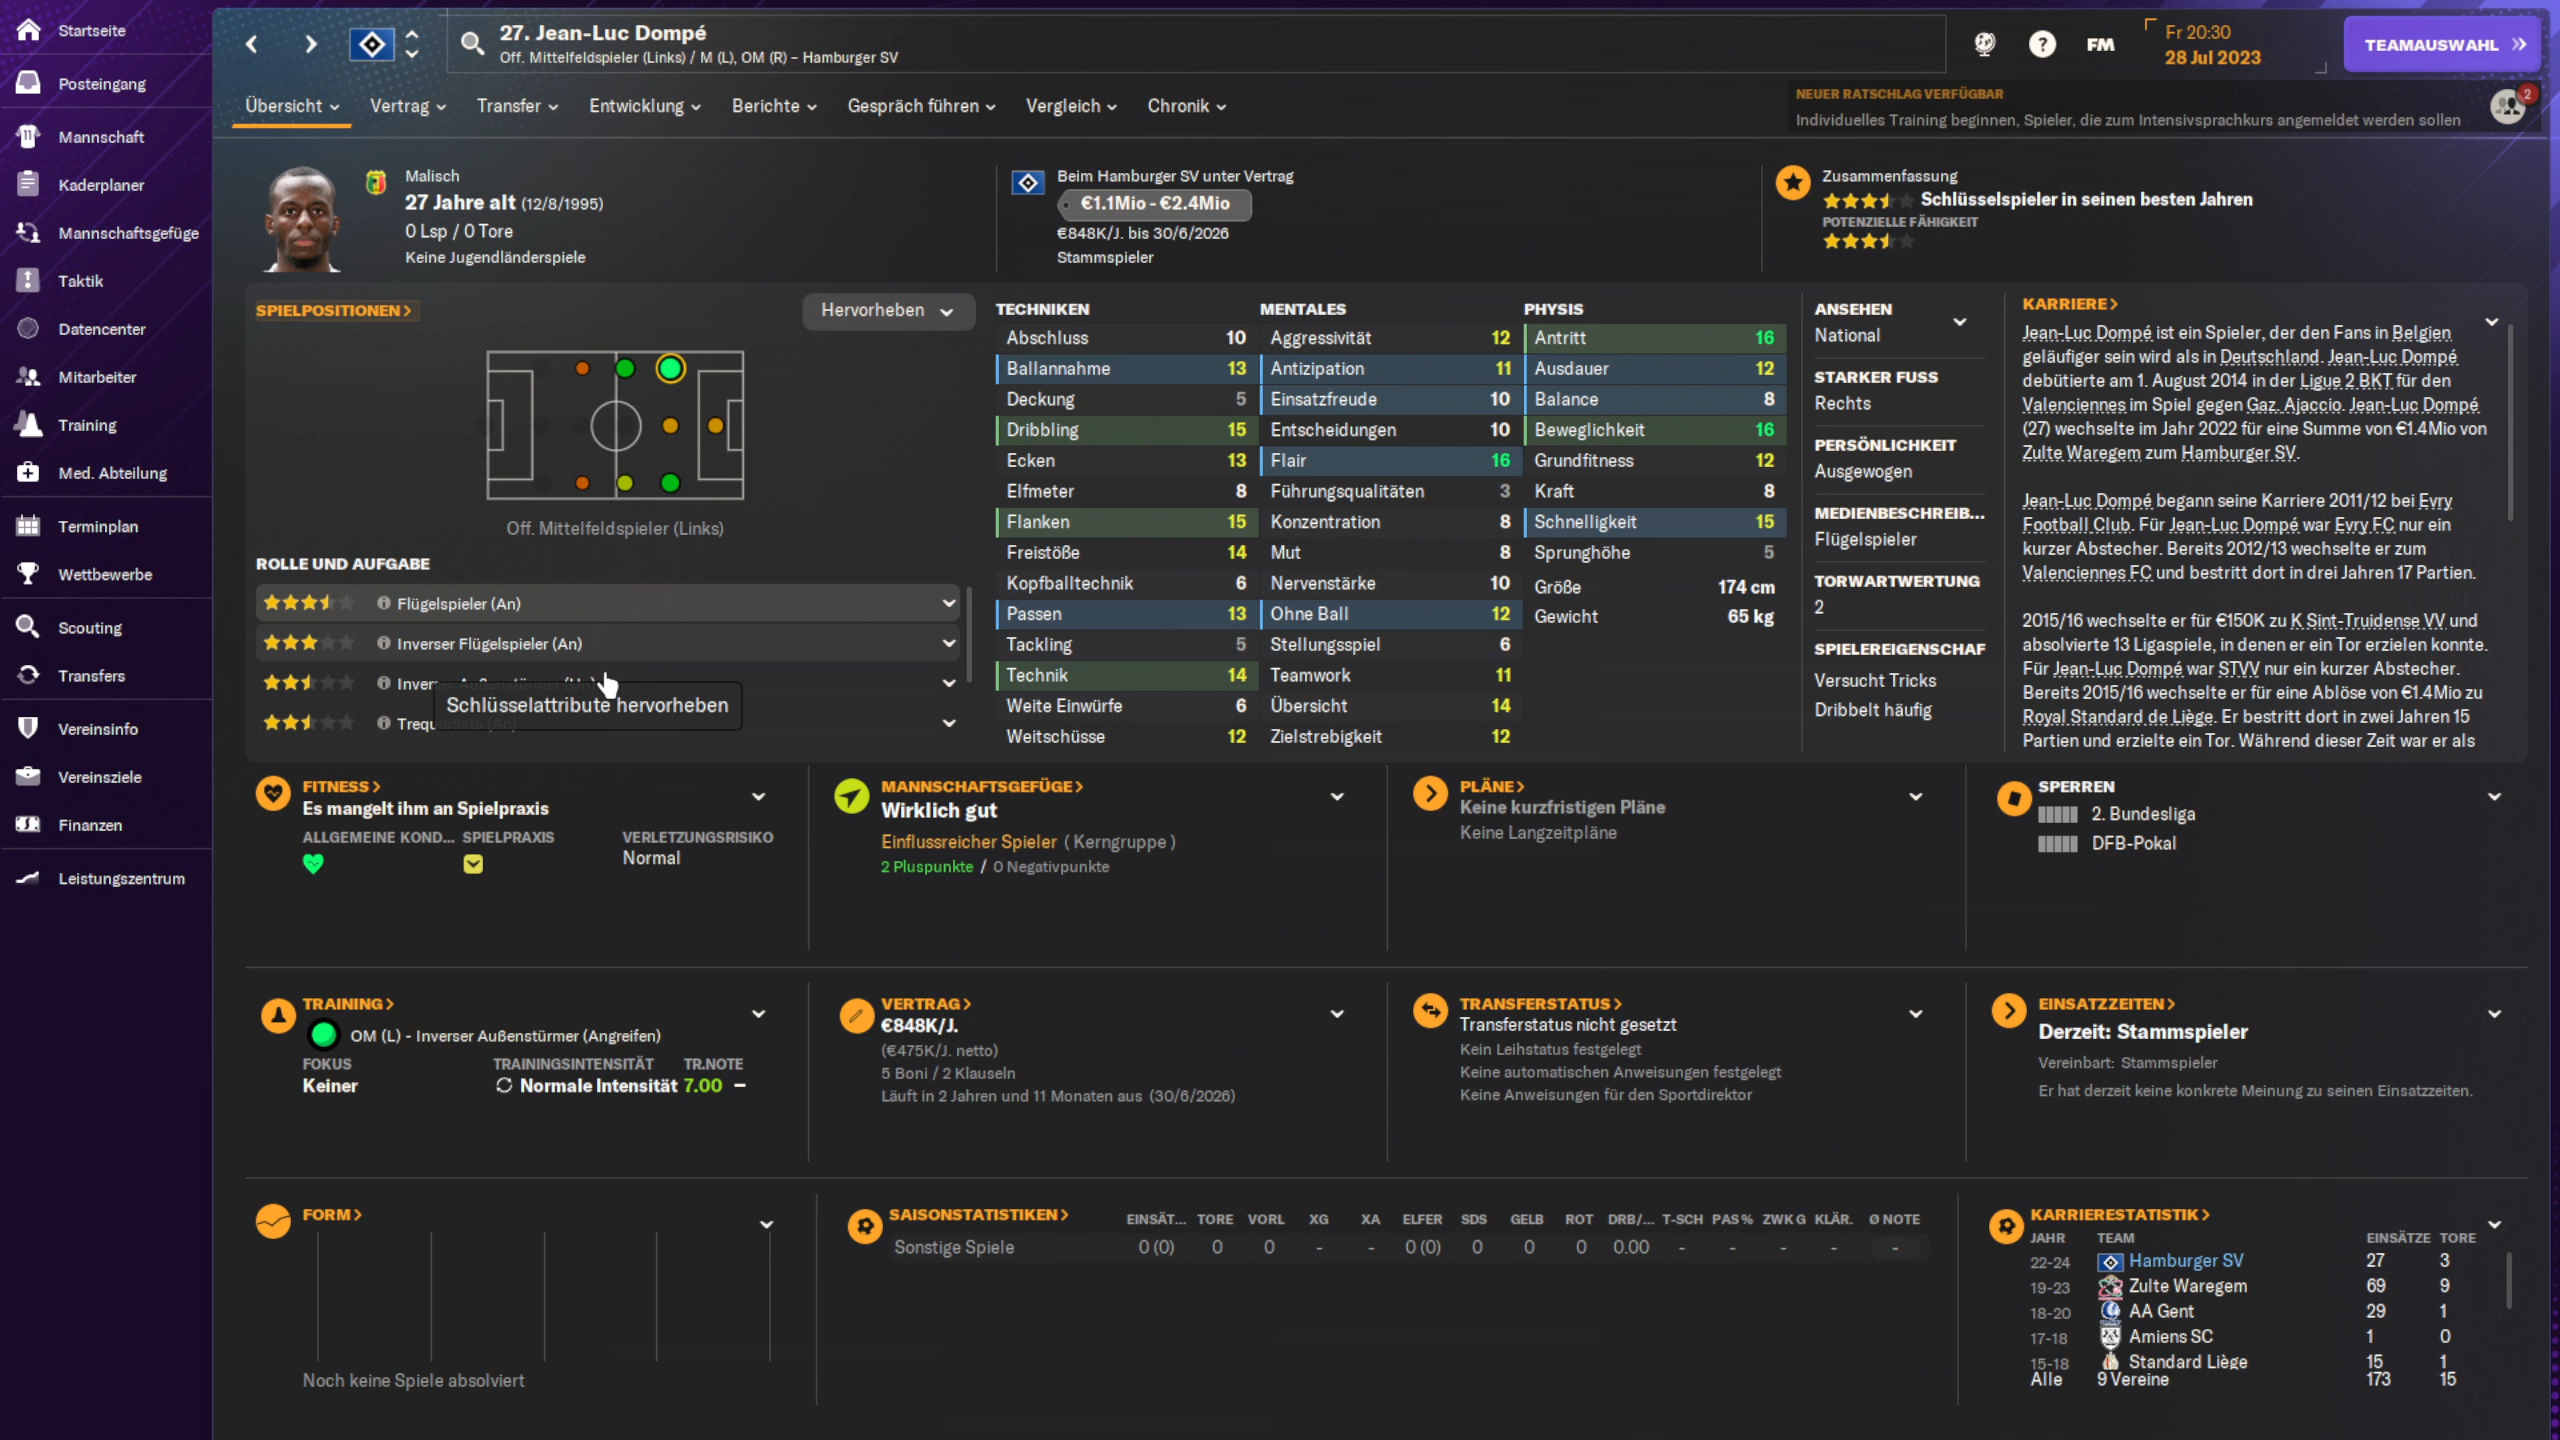 Startseite
Posteingang
Mannschaft
Kaderplaner
Mannschaftsgefüge
Taktik
Datencenter
Mitarbeiter
Training
Med. Abteilung
Terminplan
Wettbewerbe
Scouting
Transfers
Vereinsinfo
Vereinsziele
Finanzen
Leistungszentrum
27. Jean-Luc Dompé
Off. Mittelfeldspieler (Links) / M (L), OM (R) – Hamburger SV
?
FM
Fr 20:30
28 Jul 2023
TEAMAUSWAHL
Übersicht Vertrag Transfer Entwicklung Berichte Gespräch führen Vergleich Chronik
NEUER RATSCHLAG VERFÜGBAR
Individuelles Training beginnen, Spieler, die zum Intensivsprachkurs angemeldet werden sollen
2
Malisch
27 Jahre alt (12/8/1995)
0 Lsp / 0 Tore
Keine Jugendländerspiele
Beim Hamburger SV unter Vertrag
€1.1Mio - €2.4Mio
€848K/J. bis 30/6/2026
Stammspieler
Zusammenfassung
Schlüsselspieler in seinen besten Jahren
POTENZIELLE FÄHIGKEIT
SPIELPOSITIONEN
Hervorheben
Off. Mittelfeldspieler (Links)
ROLLE UND AUFGABE
Flügelspieler (An)
Inverser Flügelspieler (An)
Schlüsselattribute hervorheben
TECHNIKEN
Abschluss 10
Ballannahme 13
Deckung 5
Dribbling 15
Ecken 13
Elfmeter 8
Flanken 15
Freistöße 14
Kopfballtechnik 6
Passen 13
Tackling 5
Technik 14
Weite Einwürfe 6
Weitschüsse 12
MENTALES
Aggressivität 12
Antizipation 11
Einsatzfreude 10
Entscheidungen 10
Flair 16
Führungsqualitäten 3
Konzentration 8
Mut 8
Nervenstärke 10
Ohne Ball 12
Stellungsspiel 6
Teamwork 11
Übersicht 14
Zielstrebigkeit 12
PHYSIS
Antritt 16
Ausdauer 12
Balance 8
Beweglichkeit 16
Grundfitness 12
Kraft 8
Schnelligkeit 15
Sprunghöhe 5
Größe 174 cm
Gewicht 65 kg
ANSEHEN
National
STARKER FUSS
Rechts
PERSÖNLICHKEIT
Ausgewogen
MEDIENBESCHREIB...
Flügelspieler
TORWARTWERTUNG
2
SPIELEREIGENSCHAF
Versucht Tricks
Dribbelt häufig
KARRIERE
Jean-Luc Dompé ist ein Spieler, der den Fans in Belgien
geläufiger sein wird als in Deutschland. Jean-Luc Dompé
debütierte am 1. August 2014 in der Ligue 2 BKT für den
Valenciennes im Spiel gegen Gaz. Ajaccio. Jean-Luc Dompé
(27) wechselte im Jahr 2022 für eine Summe von €1.4Mio von
Zulte Waregem zum Hamburger SV.
Jean-Luc Dompé begann seine Karriere 2011/12 bei Evry
Football Club. Für Jean-Luc Dompé war Evry FC nur ein
kurzer Abstecher. Bereits 2012/13 wechselte er zum
Valenciennes FC und bestritt dort in drei Jahren 17 Partien.
2015/16 wechselte er für €150K zu K Sint-Truidense VV und
absolvierte 13 Ligaspiele, in denen er ein Tor erzielen konnte.
Für Jean-Luc Dompé war STVV nur ein kurzer Abstecher.
Bereits 2015/16 wechselte er für eine Ablöse von €1.4Mio zu
Royal Standard de Liège. Er bestritt dort in zwei Jahren 15
Partien und erzielte ein Tor. Während dieser Zeit war er als
FITNESS
Es mangelt ihm an Spielpraxis
ALLGEMEINE KOND... SPIELPRAXIS VERLETZUNGSRISIKO
Normal
MANNSCHAFTSGEFÜGE
Wirklich gut
Einflussreicher Spieler (Kerngruppe)
2 Pluspunkte / 0 Negativpunkte
PLÄNE
Keine kurzfristigen Pläne
Keine Langzeitpläne
SPERREN
2. Bundesliga
DFB-Pokal
TRAINING
OM (L) - Inverser Außenstürmer (Angreifen)
FOKUS TRAININGSINTENSITÄT TR.NOTE
Keiner Normale Intensität 7.00 –
VERTRAG
€848K/J.
(€475K/J. netto)
5 Boni / 2 Klauseln
Läuft in 2 Jahren und 11 Monaten aus (30/6/2026)
TRANSFERSTATUS
Transferstatus nicht gesetzt
Kein Leihstatus festgelegt
Keine automatischen Anweisungen festgelegt
Keine Anweisungen für den Sportdirektor
EINSATZZEITEN
Derzeit: Stammspieler
Vereinbart: Stammspieler
Er hat derzeit keine konkrete Meinung zu seinen Einsatzzeiten.
FORM
Noch keine Spiele absolviert
SAISONSTATISTIKEN EINSÄT... TORE VORL XG XA ELFER SDS GELB ROT DRB/... T-SCH PAS % ZWK G KLÄR. Ø NOTE
Sonstige Spiele 0 (0) 0 0 - - 0 (0) 0 0 0 0.00 - - - - -
KARRIERESTATISTIK
JAHR TEAM EINSÄTZE TORE
22-24 Hamburger SV 27 3
19-23 Zulte Waregem 69 9
18-20 AA Gent 29 1
17-18 Amiens SC 1 0
15-18 Standard Liège 15 1
Alle 9 Vereine 173 15